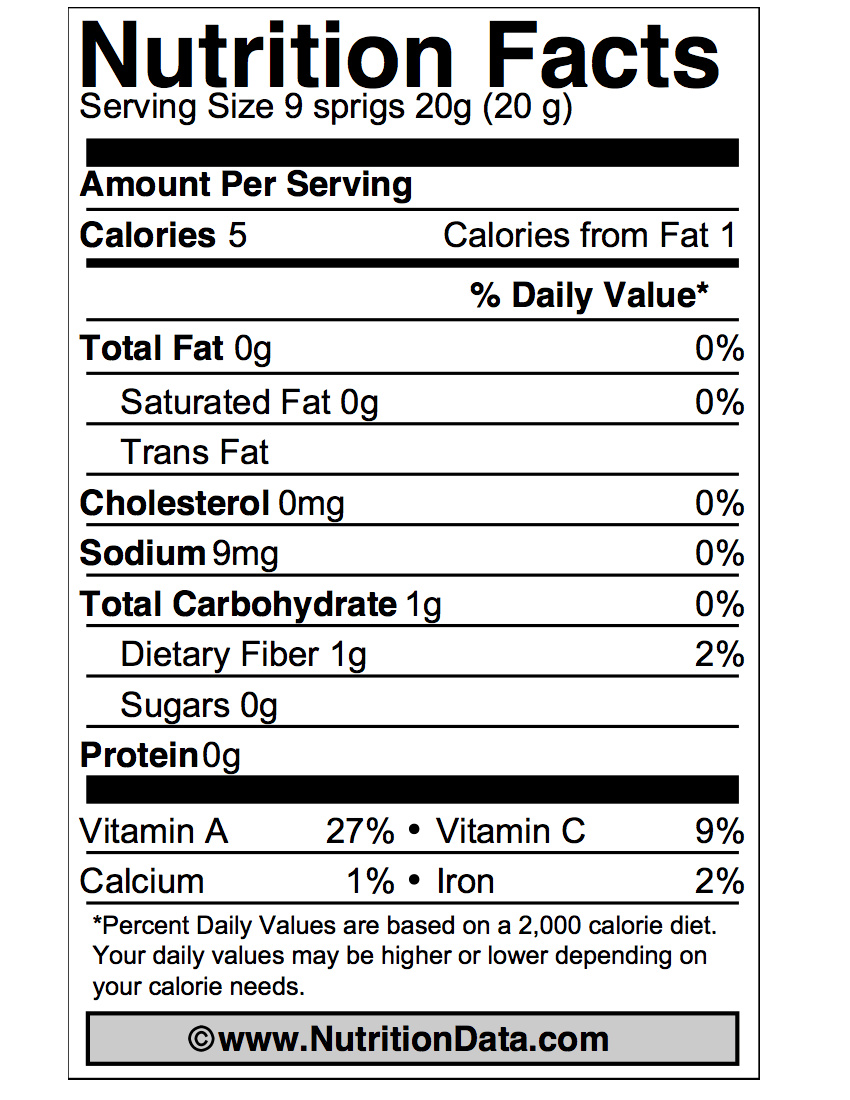 Nutrition Facts
Serving Size 9 sprigs 20g (20 g)
Amount Per Serving
Calories 5 Calories from Fat 1
% Daily Value*
Total Fat 0g 0%
Saturated Fat 0g 0%
Trans Fat
Cholesterol 0mg 0%
Sodium 9mg 0%
Total Carbohydrate 1g 0%
Dietary Fiber 1g 2%
Sugars 0g
Protein 0g
Vitamin A 27% • Vitamin C 9%
Calcium 1% • Iron 2%
*Percent Daily Values are based on a 2,000 calorie diet.
Your daily values may be higher or lower depending on
your calorie needs.
©www.NutritionData.com